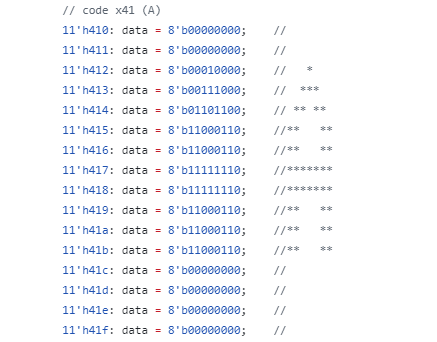 // code x41 (A)
11'h410: data = 8'b00000000;    //
11'h411: data = 8'b00000000;    //
11'h412: data = 8'b00010000;    //   *
11'h413: data = 8'b00111000;    //  ***
11'h414: data = 8'b01101100;    // ** **
11'h415: data = 8'b11000110;    //**   **
11'h416: data = 8'b11000110;    //**   **
11'h417: data = 8'b11111110;    //*******
11'h418: data = 8'b11111110;    //*******
11'h419: data = 8'b11000110;    //**   **
11'h41a: data = 8'b11000110;    //**   **
11'h41b: data = 8'b11000110;    //**   **
11'h41c: data = 8'b00000000;    //
11'h41d: data = 8'b00000000;    //
11'h41e: data = 8'b00000000;    //
11'h41f: data = 8'b00000000;    //